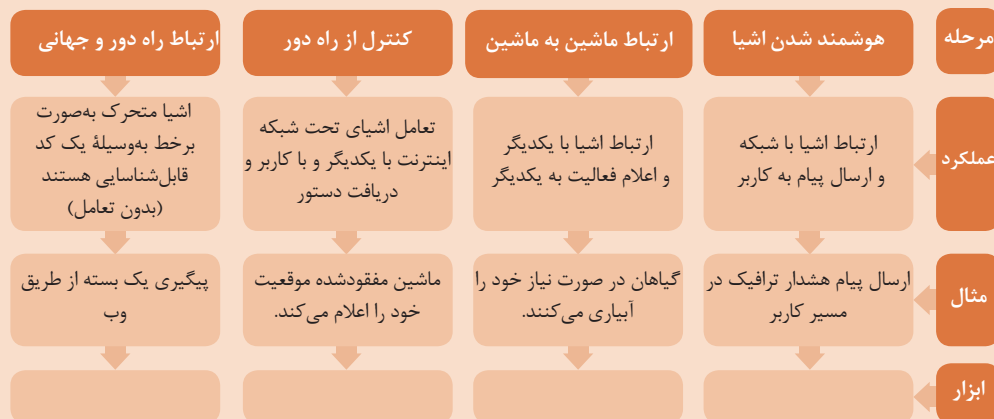 مرحله
هوشمند شدن اشیا
ارتباط ماشین به ماشین
کنترل از راه دور
ارتباط راه دور و جهانی
عملکرد
ارتباط اشیا با شبکه
و ارسال پیام به کاربر
ارتباط اشیا با یکدیگر
و اعلام فعالیت به یکدیگر
تعامل اشیای تحت شبکه
اینترنت با یکدیگر و با کاربر و
دریافت دستور
اشیا متحرک به‌صورت
برخط به‌وسیلهٔ یک کد
قابل‌شناسایی هستند
(بدون تعامل)
مثال
ارسال پیام هشدار ترافیک در
مسیر کاربر
گیاهان در صورت نیاز خود را
آبیاری می‌کنند.
ماشین مفقودشده موقعیت
خود را اعلام می‌کند.
پیگیری یک بسته از طریق
وب
ابزار